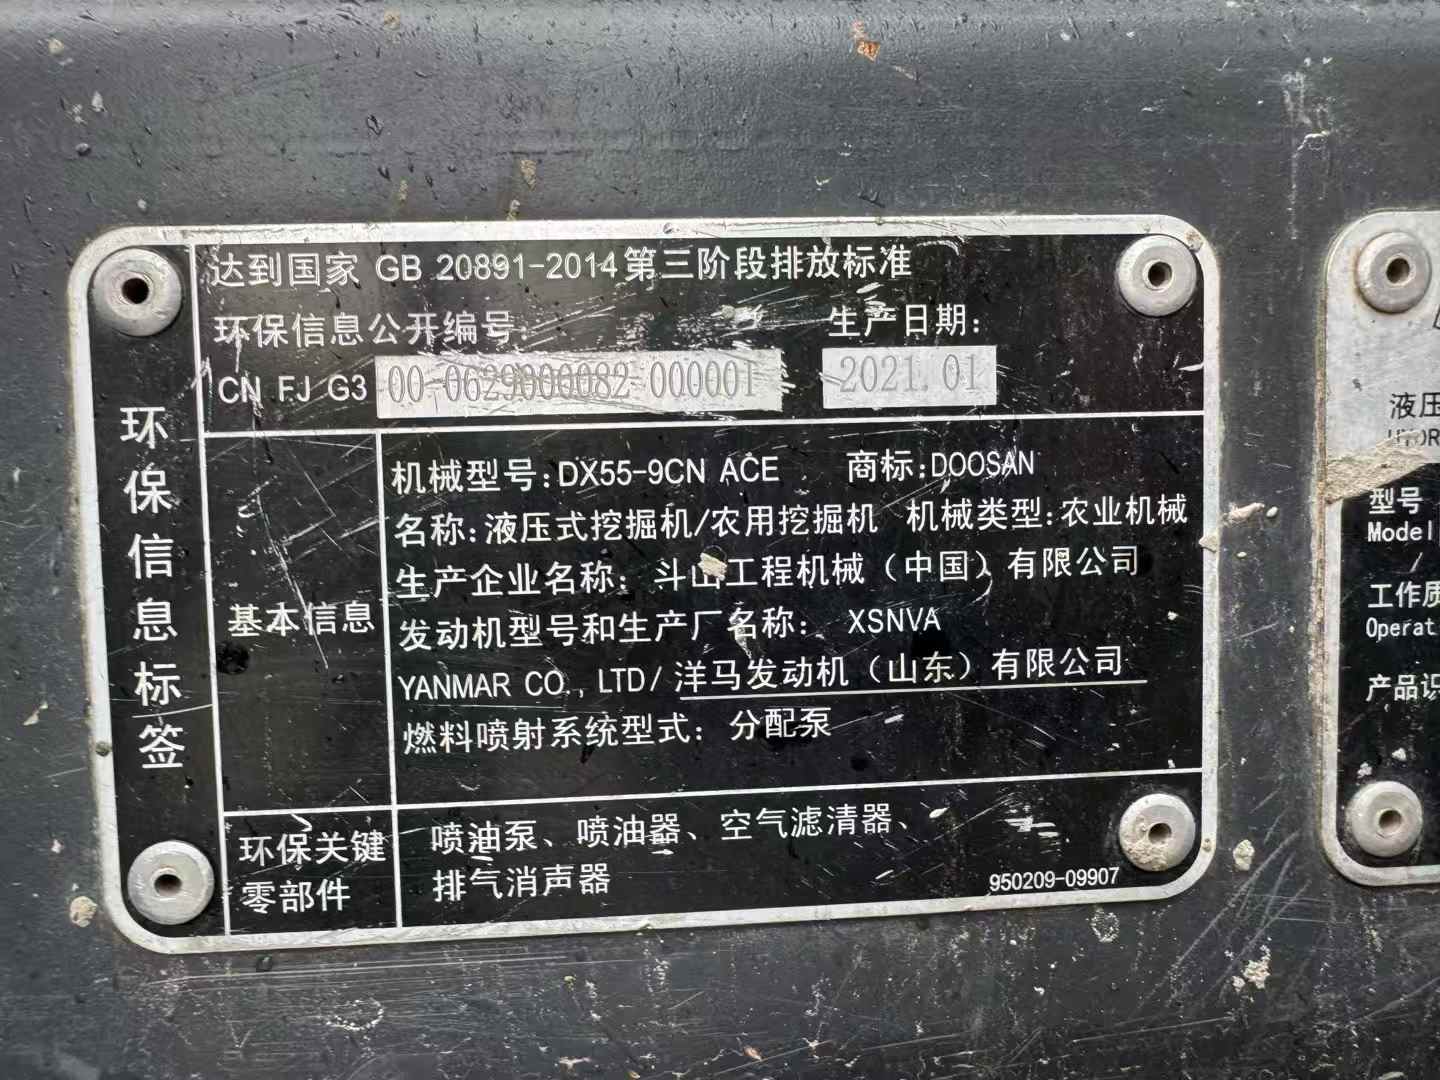 环保信息标签
达到国家 GB 20891-2014第三阶段排放标准
环保信息公开编号:
生产日期:
CN FJ G3 00 0629000082 000001
2021.01
基本信息
机械型号:DX55-9CN ACE 商标:DOOSAN
名称:液压式挖掘机/农用挖掘机 机械类型:农业机械
生产企业名称: 斗山工程机械(中国)有限公司
发动机型号和生产厂名称: XSNVA
YANMAR CO., LTD/洋马发动机(山东)有限公司
燃料喷射系统型式: 分配泵
环保关键
零部件
喷油泵、喷油器、空气滤清器、
排气消声器
950209-09907
液压
HYDR
型号
Model
/
工作质
Operat
产品识